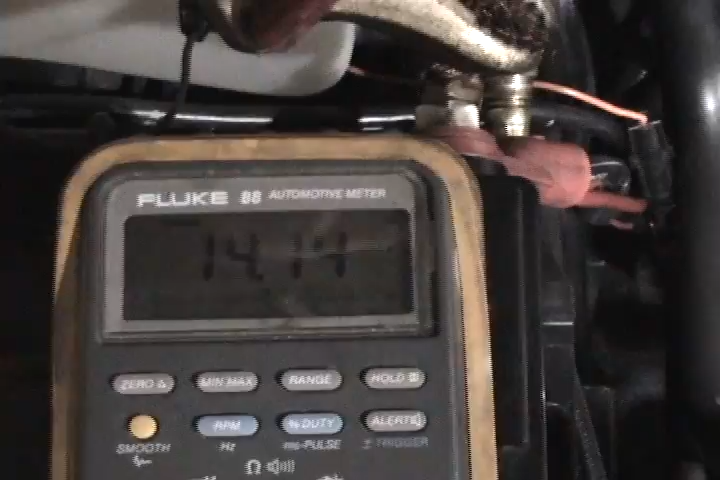 FLUKE 88 AUTOMOTIVE METER
14.14
ZERO Δ MIN MAX RANGE HOLD
RPM % DUTY ALERT
SMOOTH Hz ms-PULSE ± TRIGGER
Ω